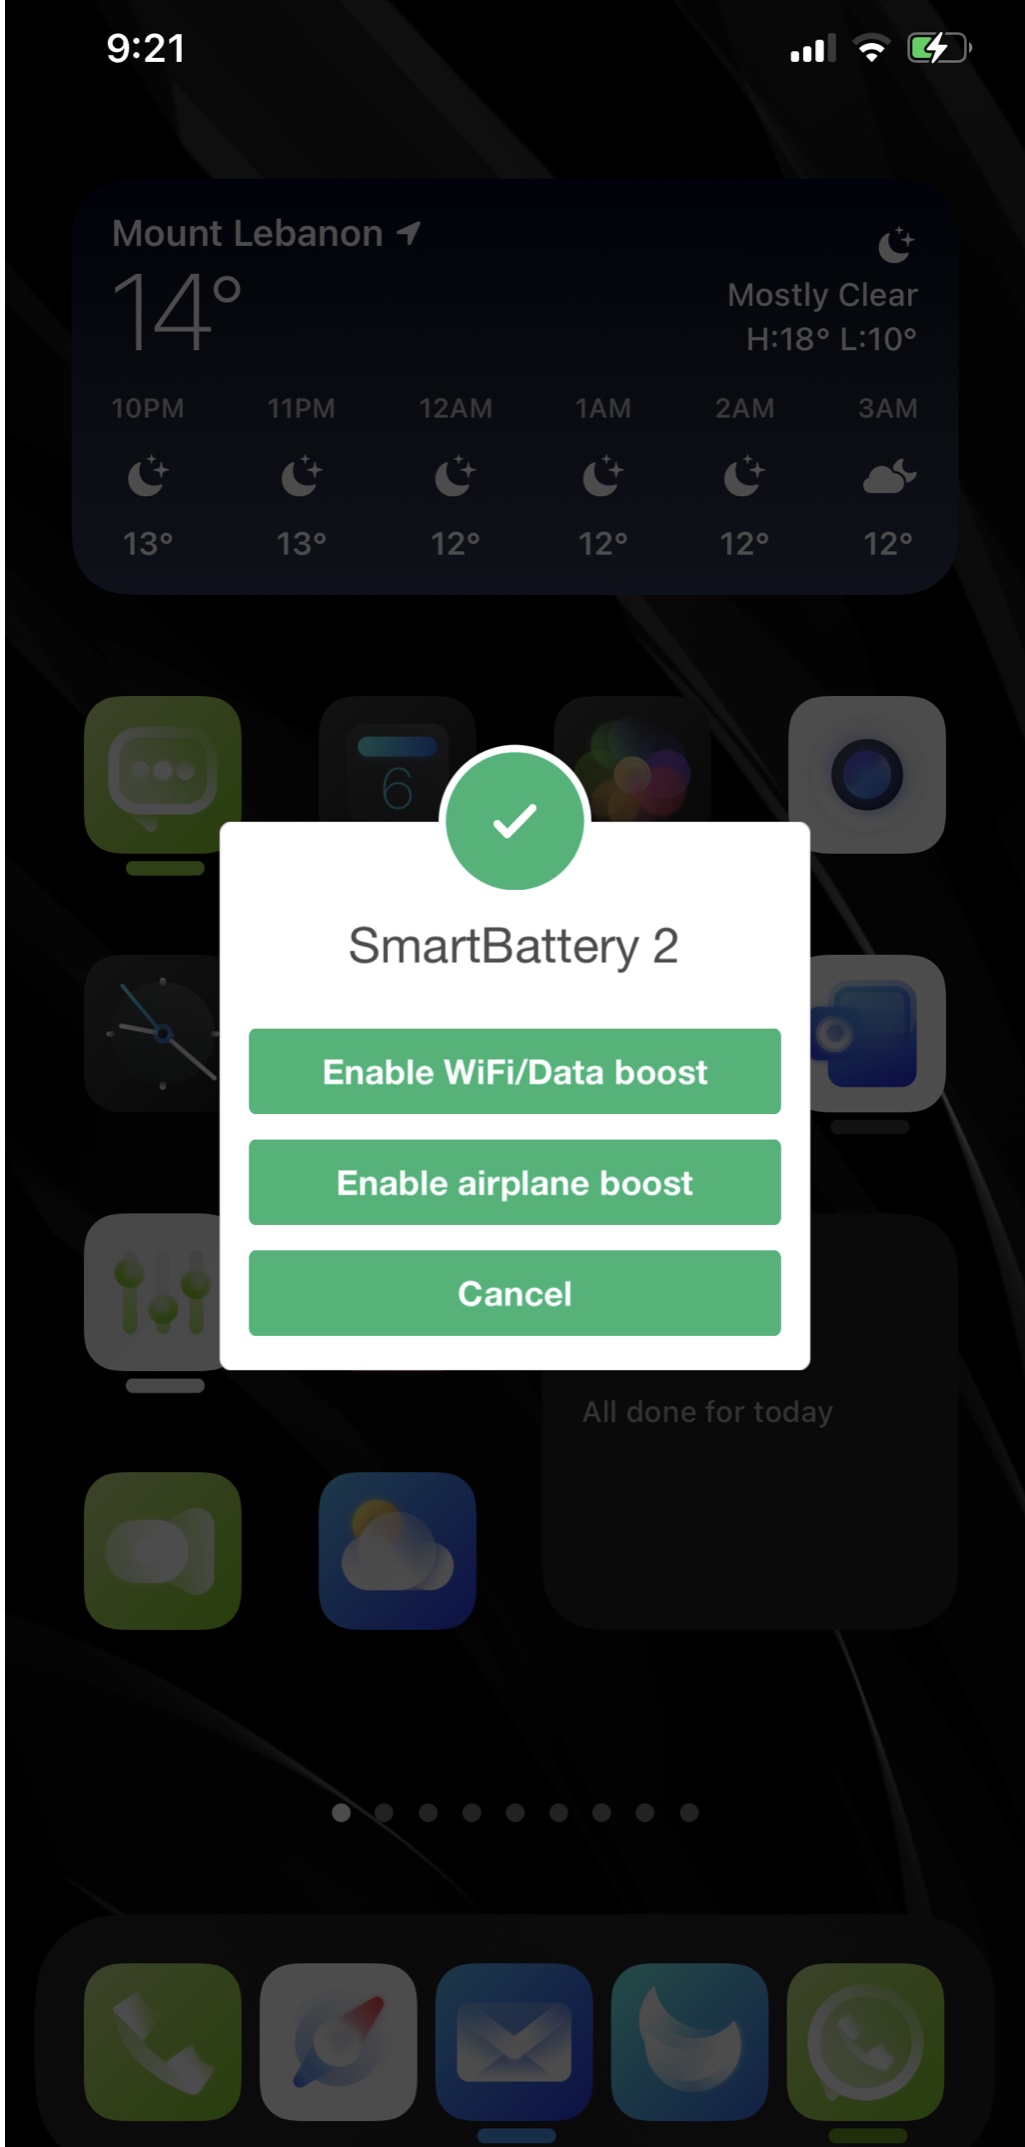 9:21
Mount Lebanon
14°
Mostly Clear
H:18° L:10°
10PM 11PM 12AM 1AM 2AM 3AM
13° 13° 12° 12° 12° 12°
6
SmartBattery 2
Enable WiFi/Data boost
Enable airplane boost
Cancel
All done for today